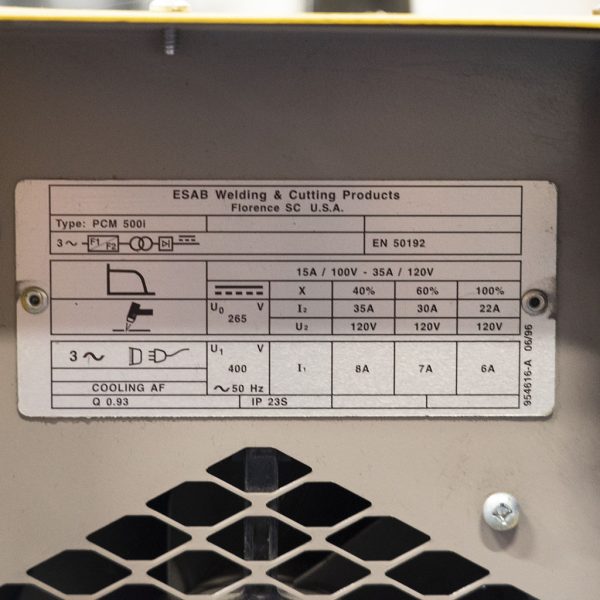 ESAB Welding & Cutting Products
Florence SC U.S.A.
Type: PCM 500i
3~ F1 F2 EN 50192
15A / 100V - 35A / 120V
X 40% 60% 100%
U0 V 265 I2 35A 30A 22A
U2 120V 120V 120V
3~ U1 V 400 I1 8A 7A 6A
COOLING AF ~50 Hz
Q 0.93 IP 23S
954616-A 06/96